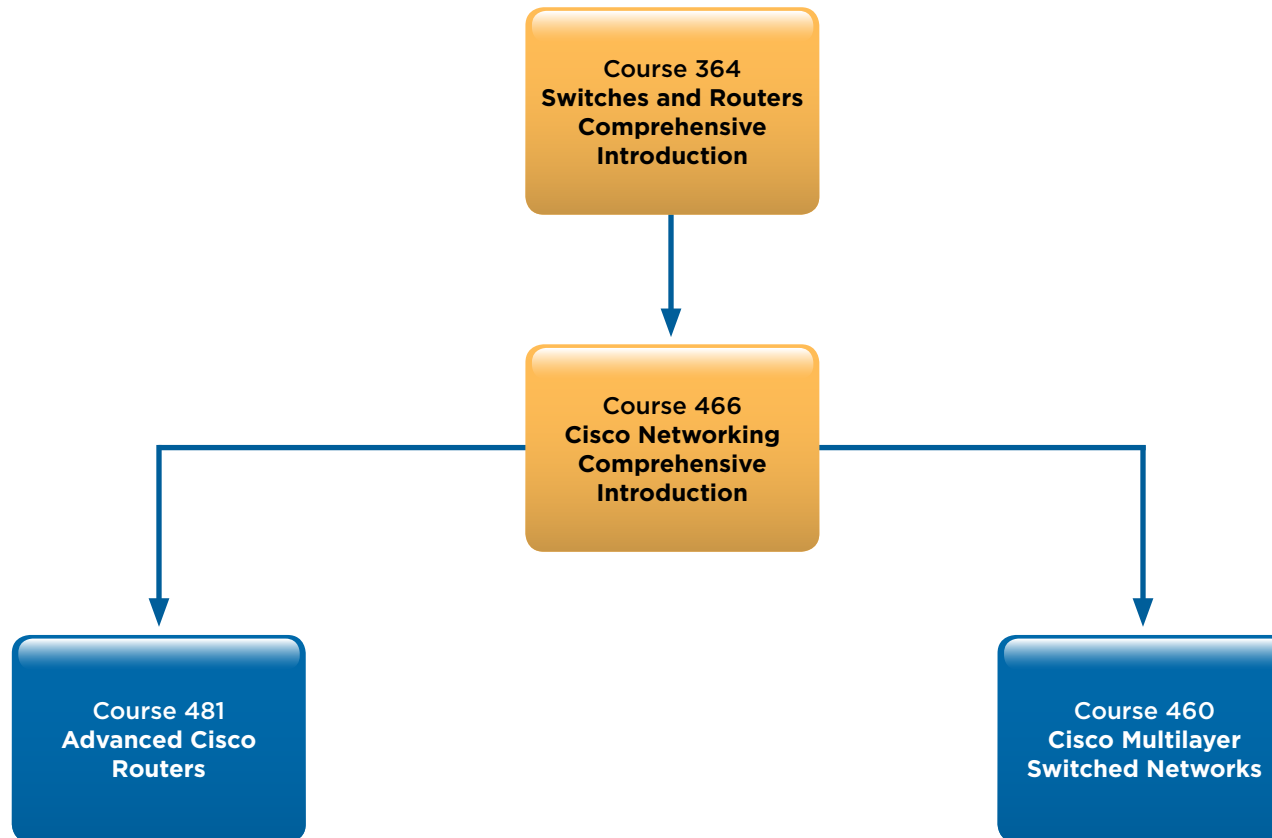 Course 364
Switches and Routers
Comprehensive
Introduction
Course 466
Cisco Networking
Comprehensive
Introduction
Course 481
Advanced Cisco
Routers
Course 460
Cisco Multilayer
Switched Networks